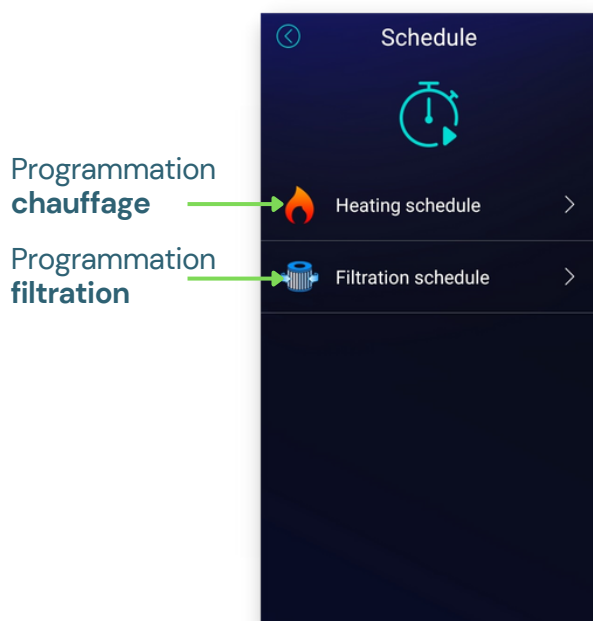 Schedule
Programmation
chauffage
Heating schedule
Programmation
filtration
Filtration schedule